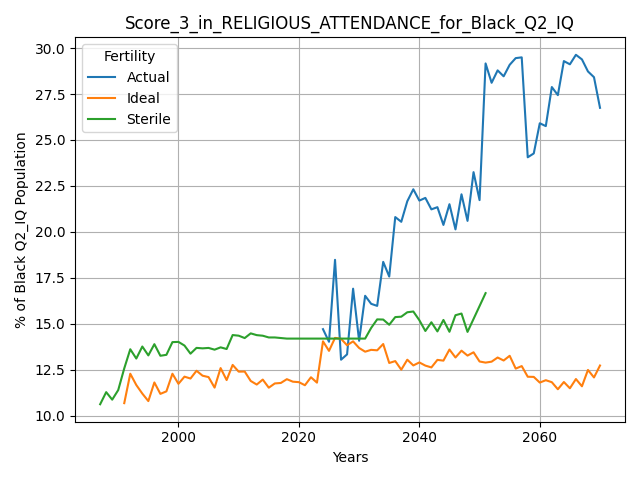 Score_3_in_RELIGIOUS_ATTENDANCE_for_Black_Q2_IQ
Fertility
Actual
Ideal
Sterile
30.0
27.5
25.0
22.5
20.0
17.5
15.0
12.5
10.0
% of Black Q2_IQ Population
2000
2020
2040
2060
Years